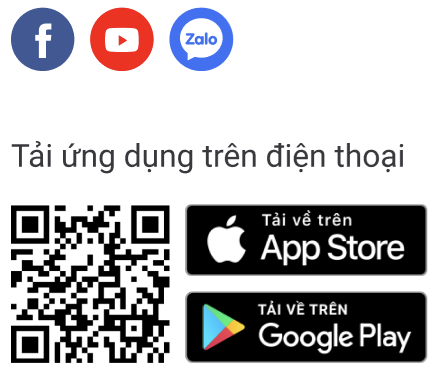 Zalo
Tải ứng dụng trên điện thoại
Tải về trên
App Store
TẢI VỀ TRÊN
Google Play